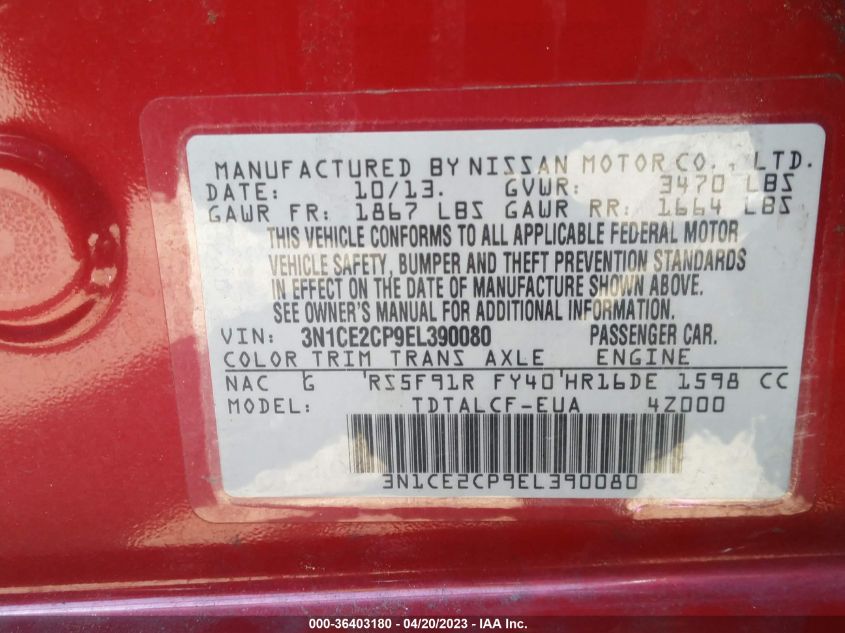 MANUFACTURED BY NISSAN MOTOR CO., LTD.
DATE: 10/13. GVWR: 3470 LBS
GAWR FR: 1867 LBS GAWR RR: 1664 LBS
THIS VEHICLE CONFORMS TO ALL APPLICABLE FEDERAL MOTOR
VEHICLE SAFETY, BUMPER AND THEFT PREVENTION STANDARDS
IN EFFECT ON THE DATE OF MANUFACTURE SHOWN ABOVE.
SEE OWNER'S MANUAL FOR ADDITIONAL INFORMATION.
VIN: 3N1CE2CP9EL390080 PASSENGER CAR.
COLOR TRIM TRANS AXLE ENGINE
NAC G 'RS5F91R FY40'HR16DE 1598 CC
MODEL: TDTALCF-EUA 4Z000
3N1CE2CP9EL390080
000-36403180 - 04/20/2023 - IAA Inc.